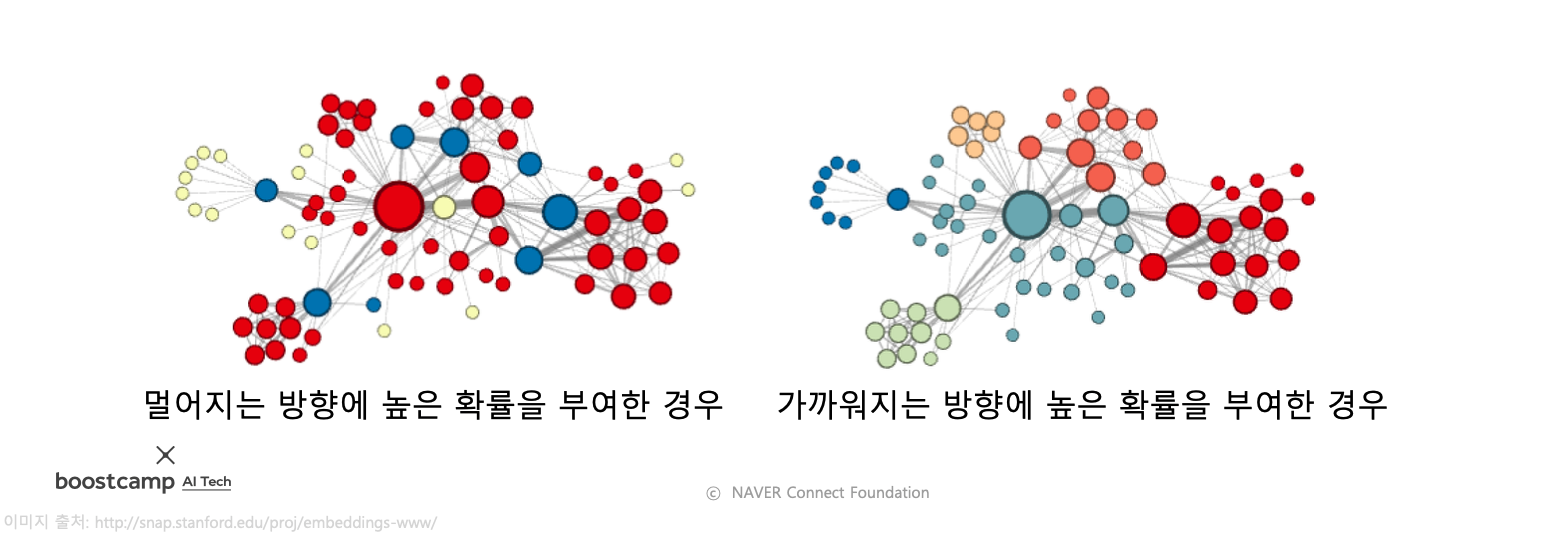 멀어지는 방향에 높은 확률을 부여한 경우
가까워지는 방향에 높은 확률을 부여한 경우
boostcamp AI Tech
© NAVER Connect Foundation
이미지 출처: http://snap.stanford.edu/proj/embeddings-www/